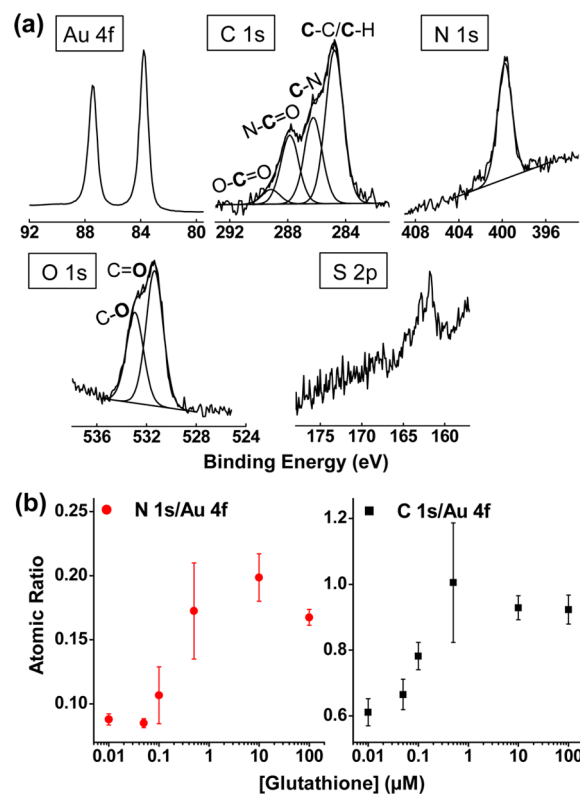 (a)
Au 4f
C 1s
C-C/C-H
N 1s
C-N
N-C=O
O-C=O
92 88 84 80
292 288 284
408 404 400 396
O 1s
C=O
C-O
S 2p
536 532 528 524
175 170 165 160
Binding Energy (eV)
(b)
N 1s/Au 4f
C 1s/Au 4f
Atomic Ratio
0.25
0.20
0.15
0.10
1.2
1.0
0.8
0.6
0.01 0.1 1 10 100
0.01 0.1 1 10 100
[Glutathione] (µM)